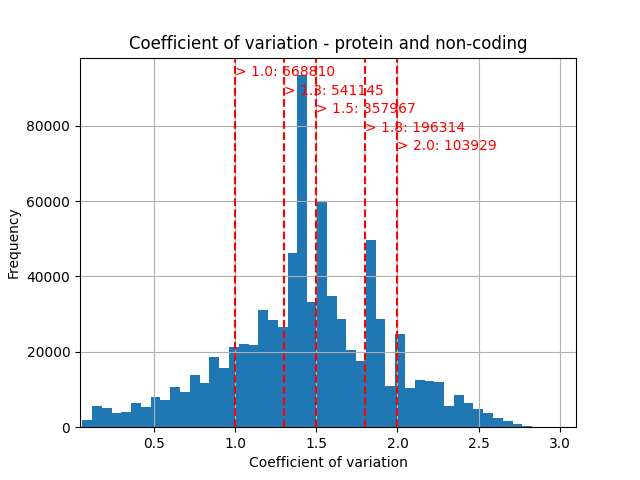 Coefficient of variation - protein and non-coding
> 1.0: 668810
> 1.3: 541145
> 1.5: 357967
> 1.8: 196314
> 2.0: 103929
80000
60000
40000
20000
0
Frequency
0.5 1.0 1.5 2.0 2.5 3.0
Coefficient of variation